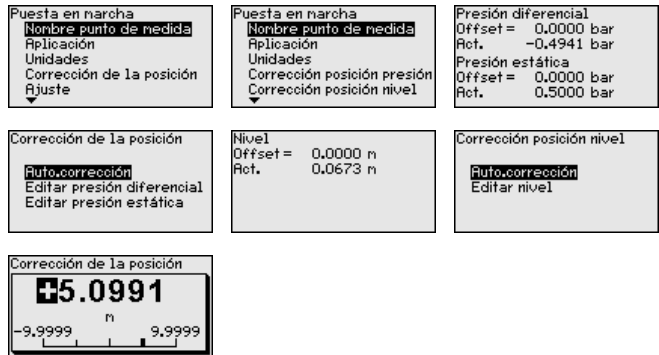 Puesta en marcha
Nombre punto de medida
Aplicación
Unidades
Corrección de la posición
Ajuste
Puesta en marcha
Nombre punto de medida
Aplicación
Unidades
Corrección posición presión
Corrección posición nivel
Presión diferencial
Offset = 0.0000 bar
Act. -0.4941 bar
Presión estática
Offset = 0.0000 bar
Act. 0.5000 bar
Corrección de la posición
Auto.corrección
Editar presión diferencial
Editar presión estática
Nivel
Offset = 0.0000 m
Act. 0.0673 m
Corrección posición nivel
Auto.corrección
Editar nivel
Corrección de la posición
+5.0991
m
-9.9999 9.9999